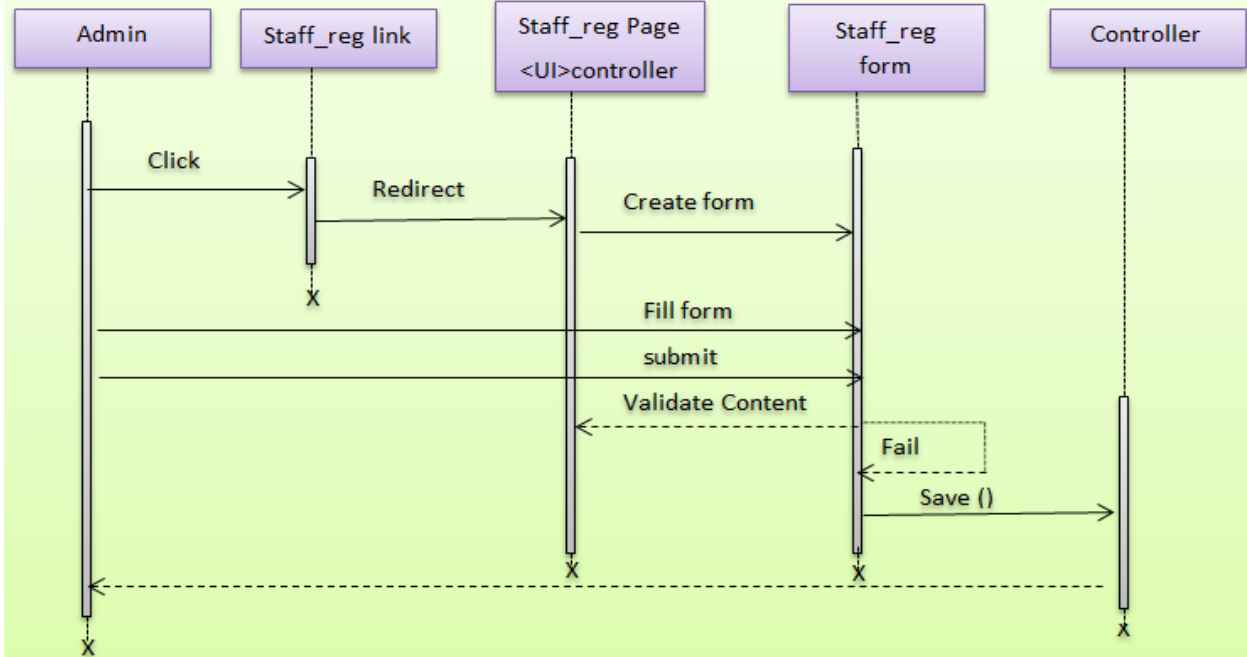 Admin
Staff_reg link
Staff_reg Page
<UI>controller
Staff_reg
form
Controller
Click
Redirect
Create form
X
Fill form
submit
Validate Content
Fail
Save ()
X
X
X
X